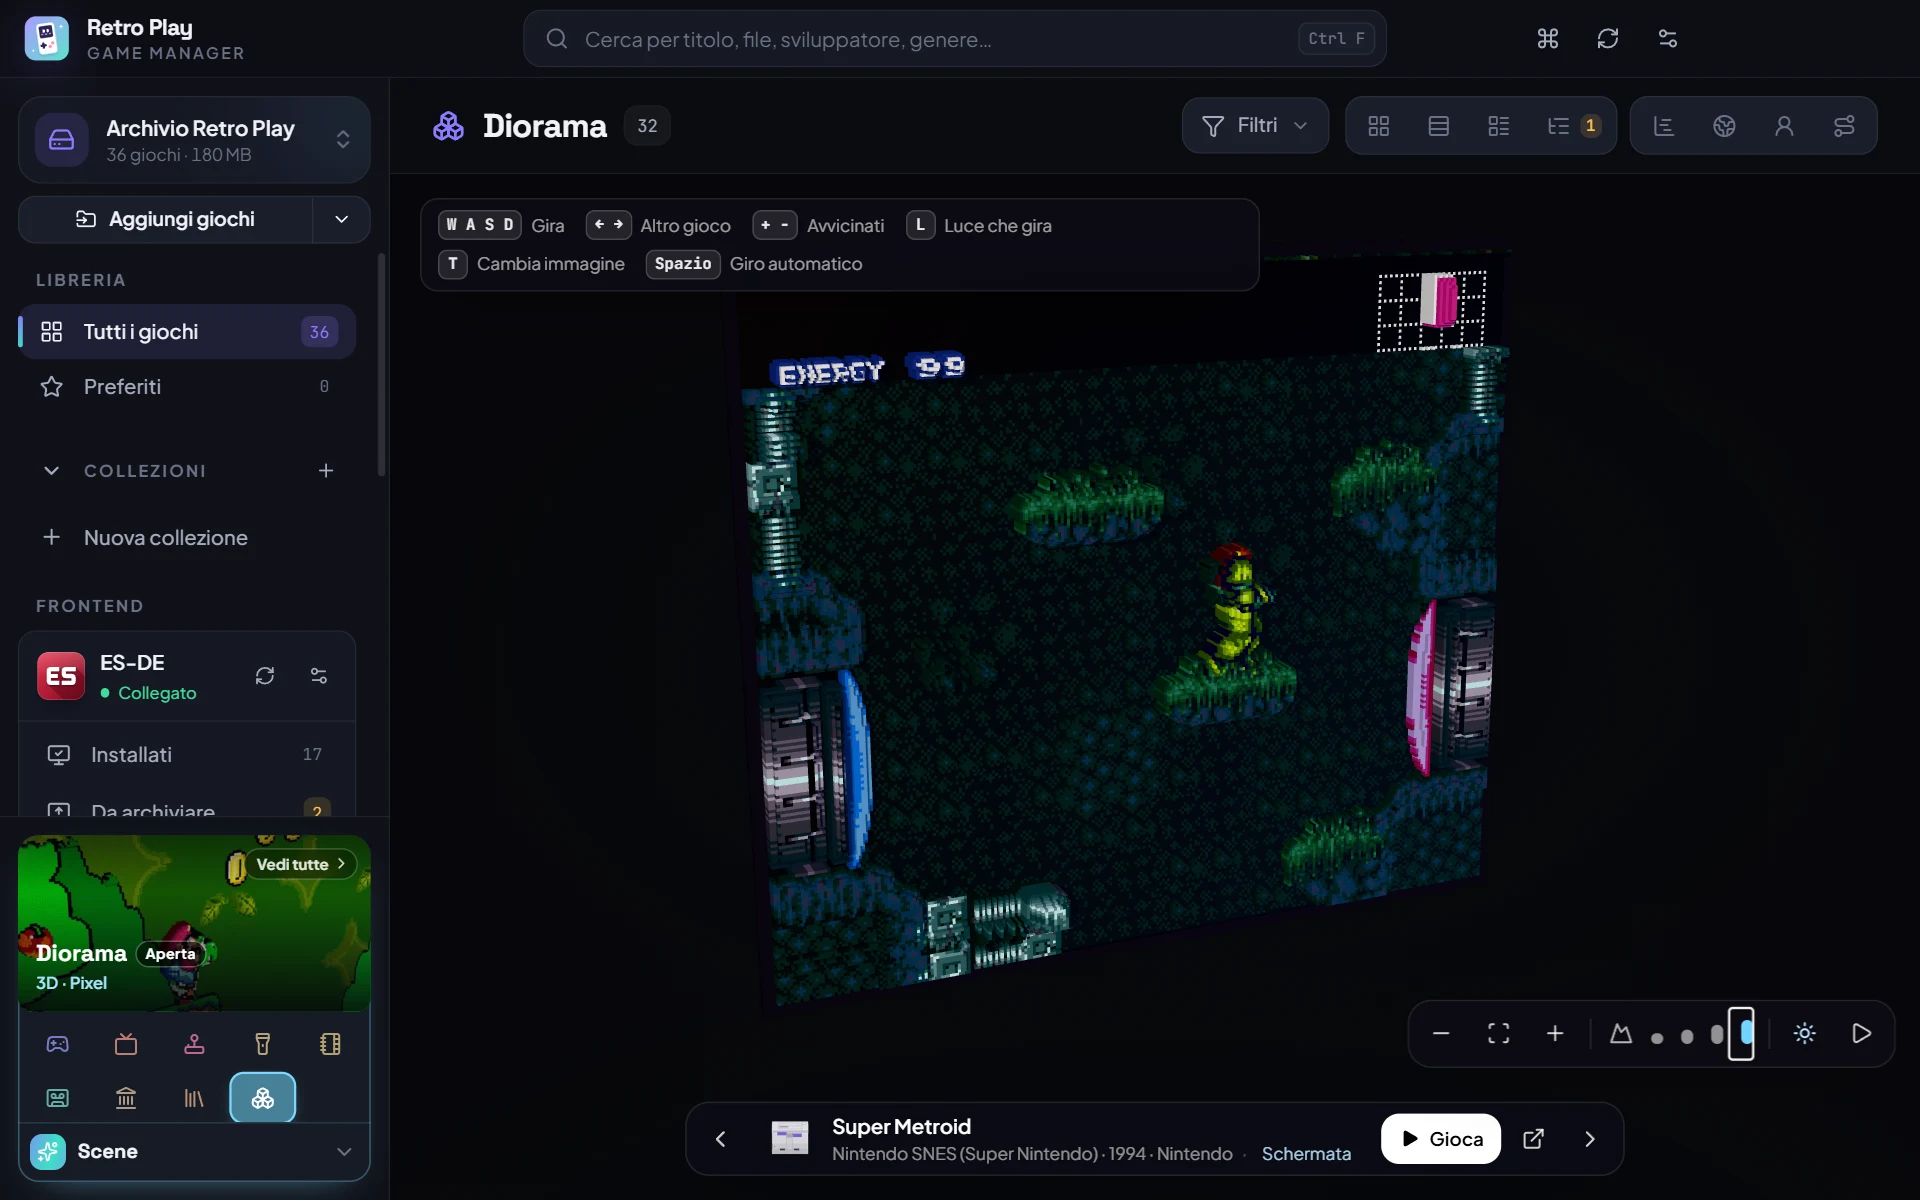 Retro Play
GAME MANAGER
Cerca per titolo, file, sviluppatore, genere...
Ctrl F
Archivio Retro Play
36 giochi · 180 MB
Aggiungi giochi
LIBRERIA
Tutti i giochi 36
Preferiti 0
COLLEZIONI
Nuova collezione
FRONTEND
ES
ES-DE
Collegato
Installati 17
Da archiviare 2
Vedi tutte
Diorama Aperta
3D · Pixel
Scene
Diorama 32
Filtri
1
W A S D Gira ← → Altro gioco + - Avvicinati L Luce che gira
T Cambia immagine Spazio Giro automatico
ENERGY 99
Super Metroid
Nintendo SNES (Super Nintendo) · 1994 · Nintendo · Schermata
Gioca